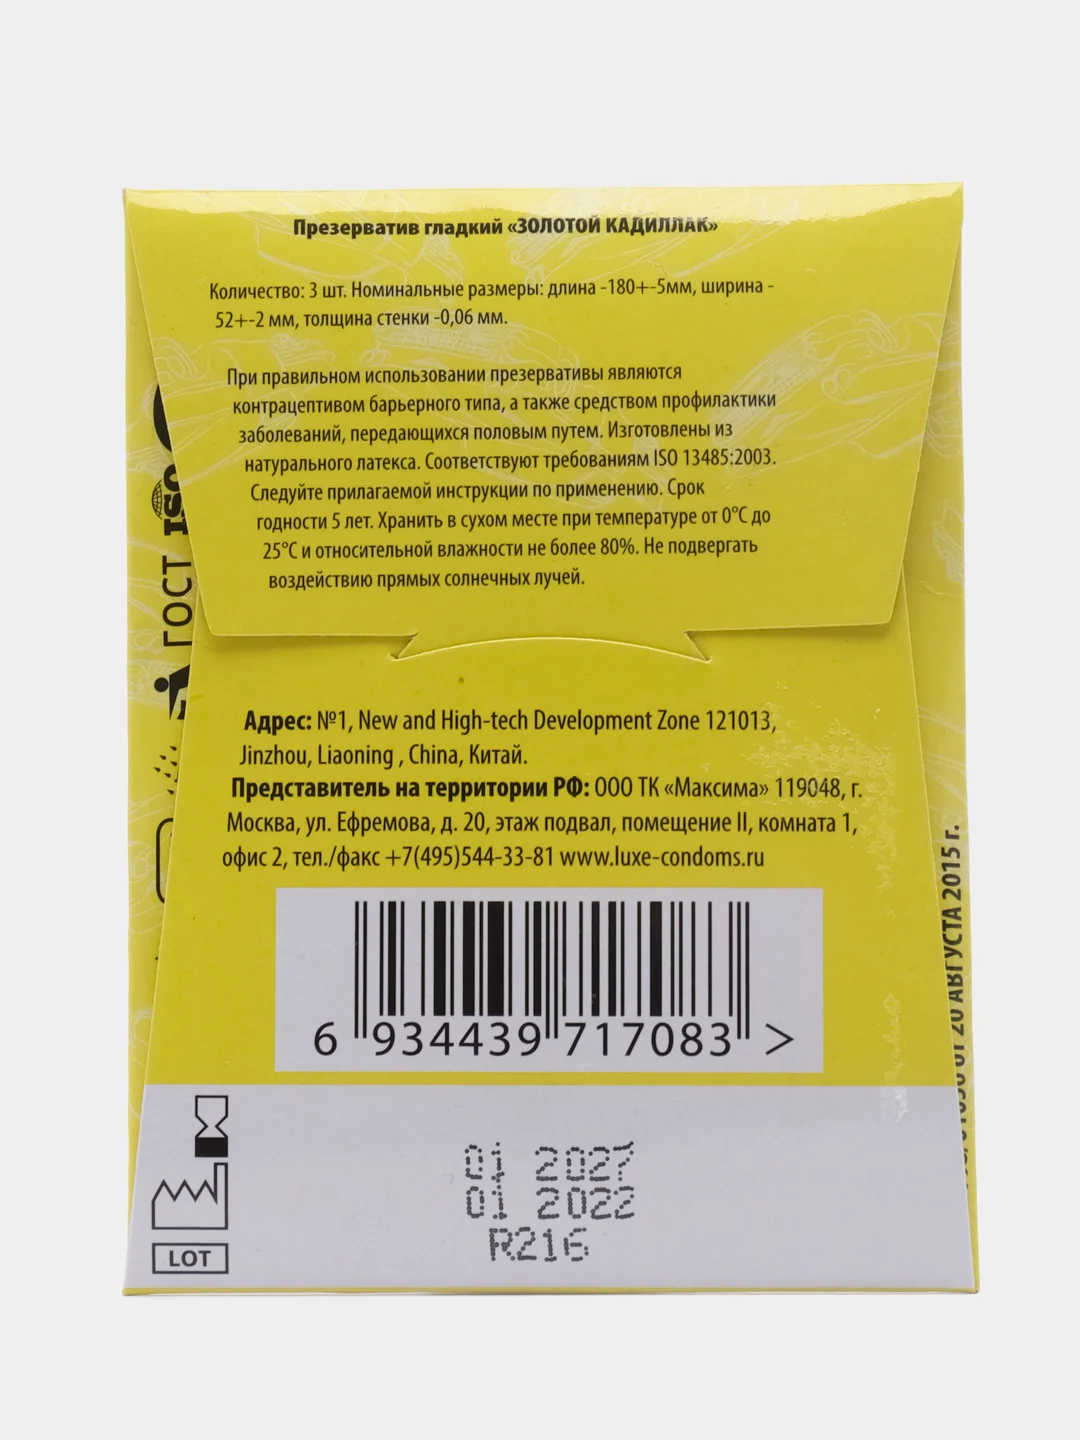 Презерватив гладкий «ЗОЛОТОЙ КАДИЛЛАК»
Количество: 3 шт. Номинальные размеры: длина -180+-5мм, ширина -
52+-2 мм, толщина стенки -0,06 мм.
При правильном использовании презервативы являются
контрацептивом барьерного типа, а также средством профилактики
заболеваний, передающихся половым путем. Изготовлены из
натурального латекса. Соответствуют требованиям ISO 13485:2003.
Следуйте прилагаемой инструкции по применению. Срок
годности 5 лет. Хранить в сухом месте при температуре от 0°С до
25°С и относительной влажности не более 80%. Не подвергать
воздействию прямых солнечных лучей.
ГОСТ ISO
Адрес: №1, New and High-tech Development Zone 121013,
Jinzhou, Liaoning , China, Китай.
Представитель на территории РФ: ООО ТК «Максима» 119048, г.
Москва, ул. Ефремова, д. 20, этаж подвал, помещение II, комната 1,
офис 2, тел./факс +7(495)544-33-81 www.luxe-condoms.ru
6 934439 717083 >
от 20 АВГУСТА 2015 г.
01 2027
01 2022
LOT R216